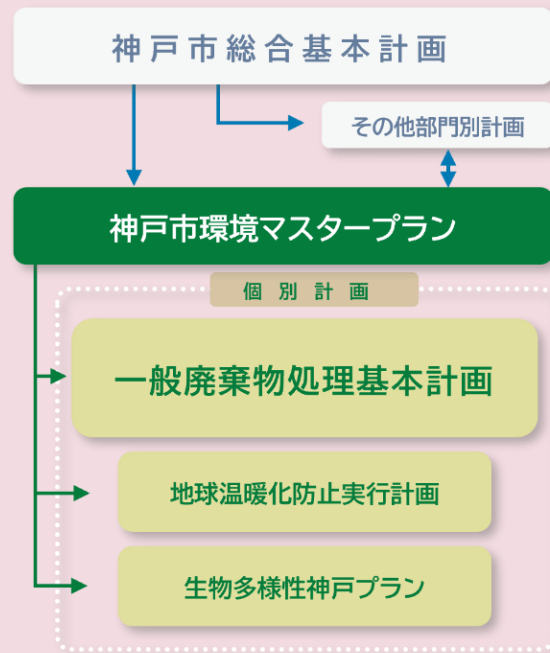 神戸市総合基本計画
その他部門別計画
神戸市環境マスタープラン
個別計画
一般廃棄物処理基本計画
地球温暖化防止実行計画
生物多様性神戸プラン